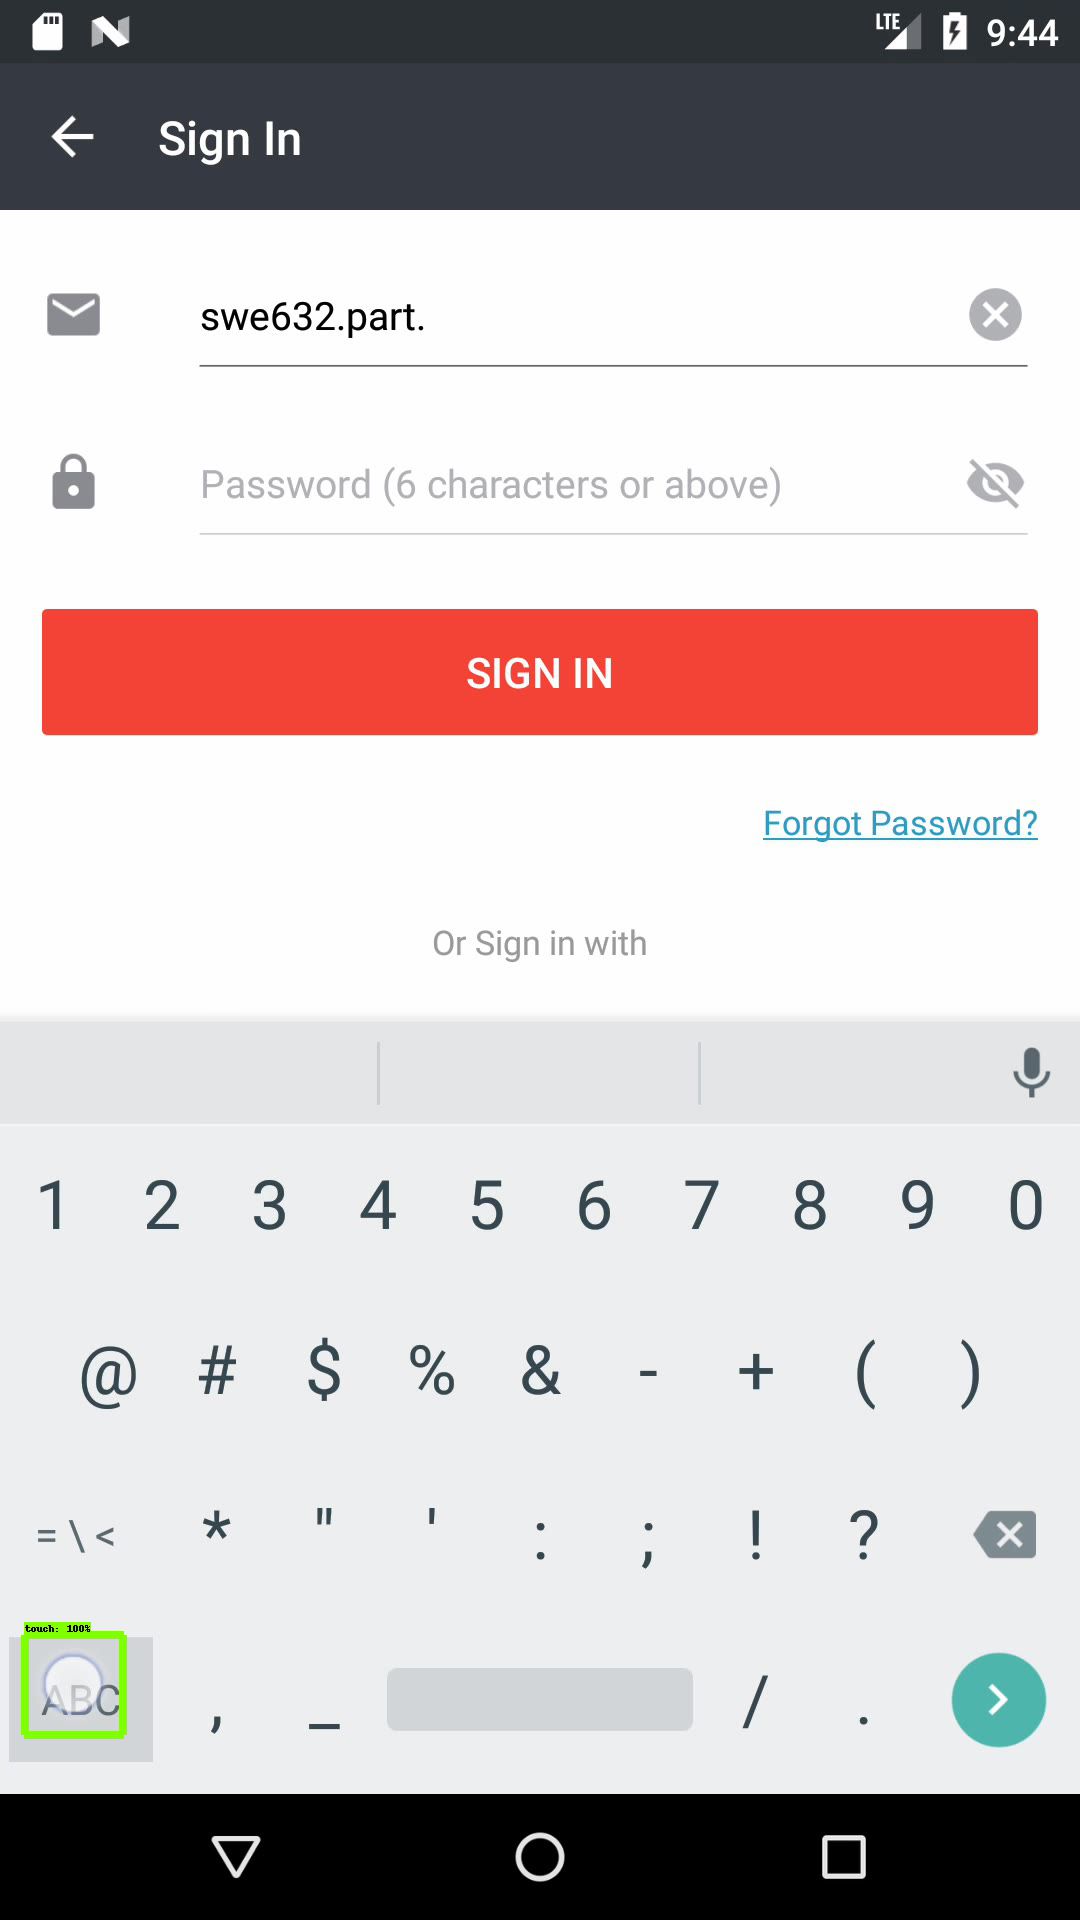 LTE 9:44
Sign In
swe632.part.
Password (6 characters or above)
SIGN IN
Forgot Password?
Or Sign in with
1 2 3 4 5 6 7 8 9 0
@ # $ % & - + ( )
= \ < * " ' : ; ! ?
touch: 100%
ABC , _ / .